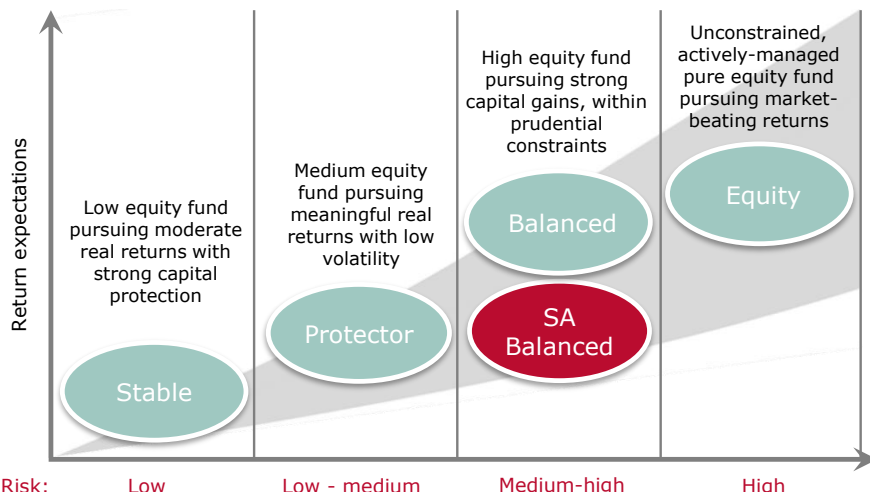 Return expectations
Low equity fund
pursuing moderate
real returns with
strong capital
protection
Stable
Medium equity
fund pursuing
meaningful real
returns with low
volatility
Protector
High equity fund
pursuing strong
capital gains, within
prudential
constraints
Balanced
SA
Balanced
Unconstrained,
actively-managed
pure equity fund
pursuing market-
beating returns
Equity
Risk:
Low
Low - medium
Medium-high
High